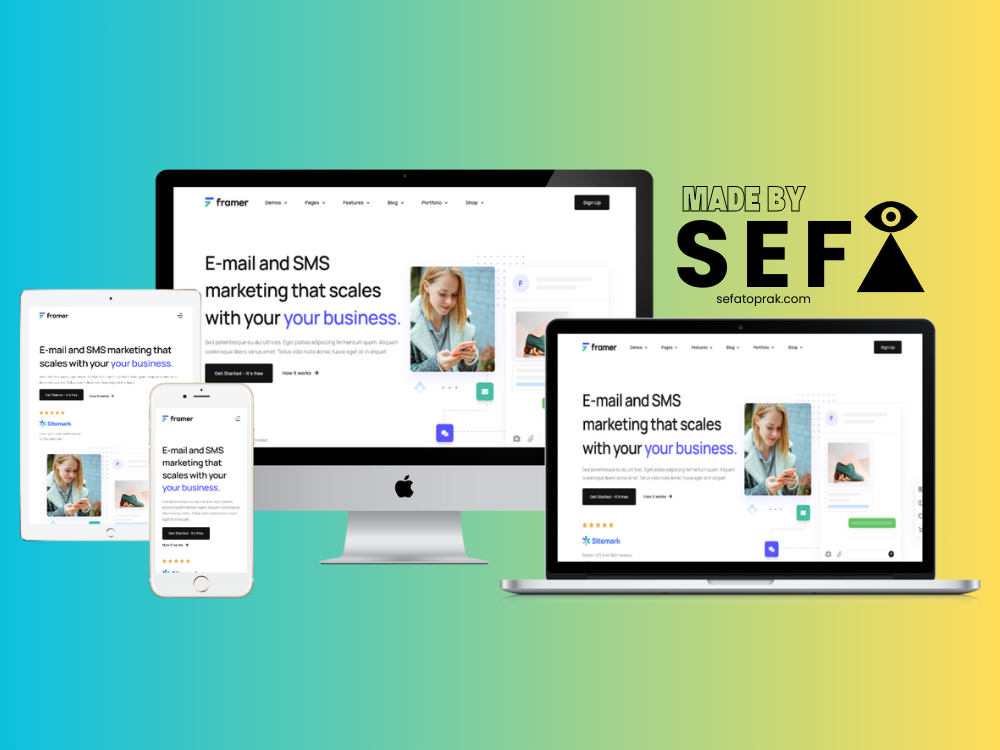 MADE BY
SEFA
sefatoprak.com
framer
Demos Pages Features Blog Portfolio Shop
Sign Up
E-mail and SMS
marketing that scales
with your your business.
Sed pellentesque eu dui ultrices. Eget platea adipiscing fermentum quam. Aliquam
scelerisque libero varius amet. Tellus odio nulla donec fusce eget at in aliquet.
Get Started - It's free
How it works
F
reviews
framer
E-mail and SMS marketing that
scales with your your business.
Get Started - It's free
How it works
Sitemark
F
framer
E-mail and SMS
marketing that
scales with your
your business.
Get Started - It's free
How it works
framer
Demos Pages Features Blog Portfolio Shop
Sign Up
E-mail and SMS
marketing that scales
with your your business.
Sed pellentesque eu dui ultrices. Eget platea adipiscing fermentum quam. Aliquam
scelerisque libero varius amet. Tellus odio nulla donec fusce eget at in aliquet.
Get Started - It's free
How it works
Sitemark
F